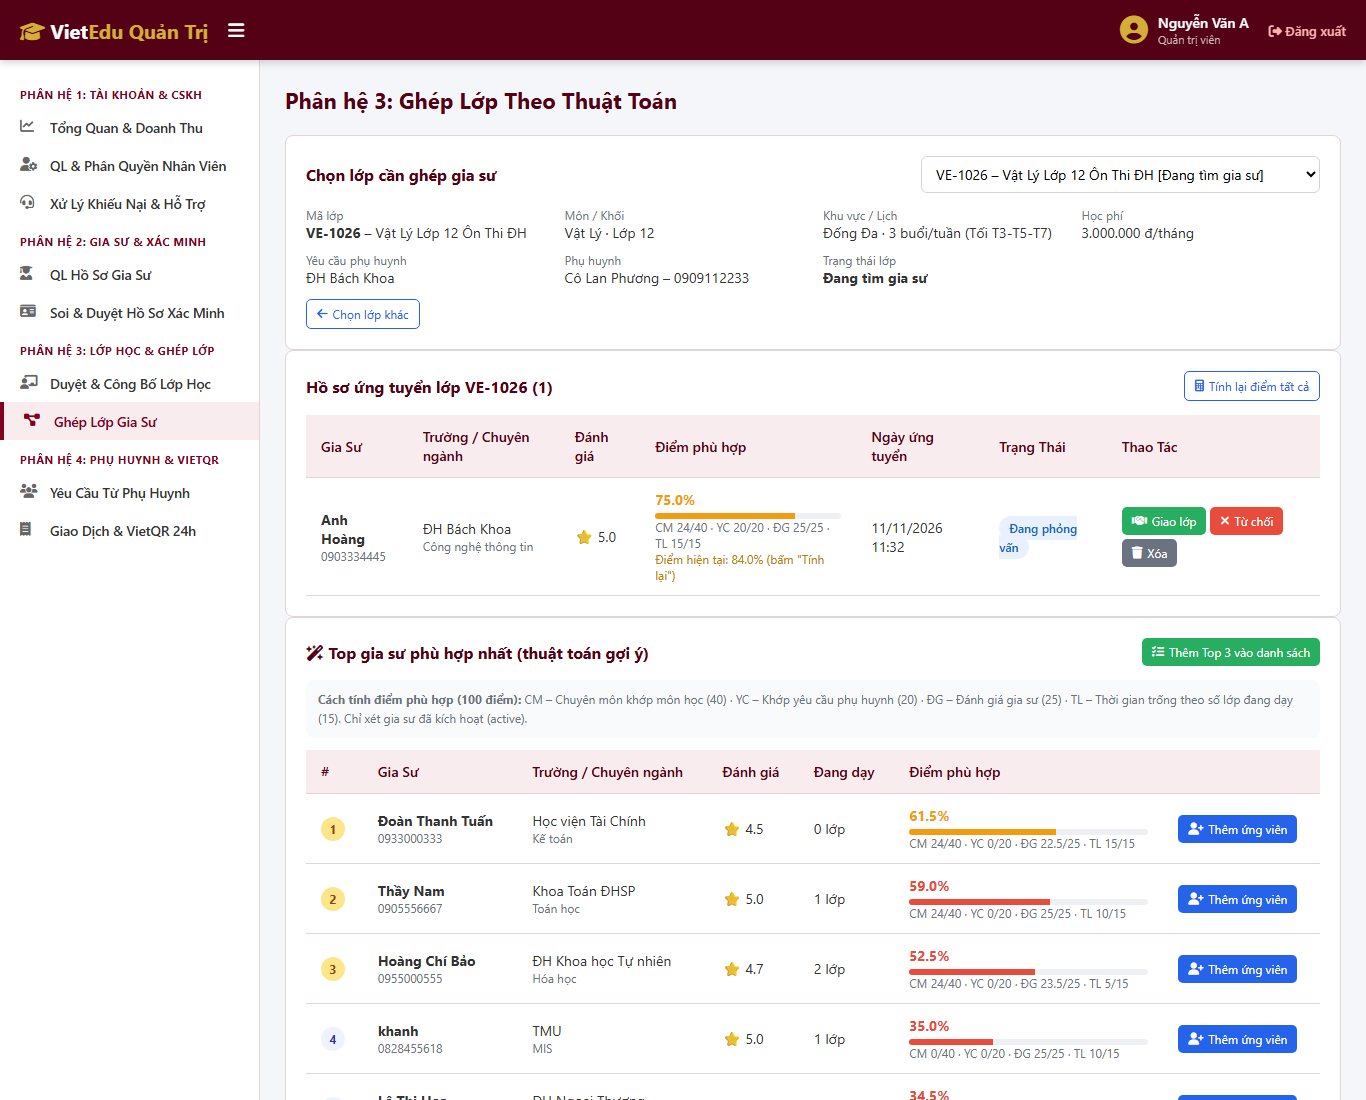 VietEdu Quản Trị
Nguyễn Văn A
Quản trị viên
Đăng xuất
PHÂN HỆ 1: TÀI KHOẢN & CSKH
Tổng Quan & Doanh Thu
QL & Phân Quyền Nhân Viên
Xử Lý Khiếu Nại & Hỗ Trợ
PHÂN HỆ 2: GIA SƯ & XÁC MINH
QL Hồ Sơ Gia Sư
Soi & Duyệt Hồ Sơ Xác Minh
PHÂN HỆ 3: LỚP HỌC & GHÉP LỚP
Duyệt & Công Bố Lớp Học
Ghép Lớp Gia Sư
PHÂN HỆ 4: PHỤ HUYNH & VIETQR
Yêu Cầu Từ Phụ Huynh
Giao Dịch & VietQR 24h
Phân hệ 3: Ghép Lớp Theo Thuật Toán
Chọn lớp cần ghép gia sư
VE-1026 – Vật Lý Lớp 12 Ôn Thi ĐH [Đang tìm gia sư]
Mã lớp
VE-1026 – Vật Lý Lớp 12 Ôn Thi ĐH
Môn / Khối
Vật Lý · Lớp 12
Khu vực / Lịch
Đống Đa · 3 buổi/tuần (Tối T3-T5-T7)
Học phí
3.000.000 đ/tháng
Yêu cầu phụ huynh
ĐH Bách Khoa
Phụ huynh
Cô Lan Phương – 0909112233
Trạng thái lớp
Đang tìm gia sư
Chọn lớp khác
Hồ sơ ứng tuyển lớp VE-1026 (1)
Tính lại điểm tất cả
Gia Sư
Trường / Chuyên
ngành
Đánh
giá
Điểm phù hợp
Ngày ứng
tuyển
Trạng Thái
Thao Tác
Anh
Hoàng
0903334445
ĐH Bách Khoa
Công nghệ thông tin
5.0
75.0%
CM 24/40 · YC 20/20 · ĐG 25/25 ·
TL 15/15
Điểm hiện tại: 84.0% (bấm "Tính
lại")
11/11/2026
11:32
Đang phỏng
vấn
Giao lớp
Từ chối
Xóa
Top gia sư phù hợp nhất (thuật toán gợi ý)
Thêm Top 3 vào danh sách
Cách tính điểm phù hợp (100 điểm): CM – Chuyên môn khớp môn học (40) · YC – Khớp yêu cầu phụ huynh (20) · ĐG – Đánh giá gia sư (25) · TL – Thời gian trống theo số lớp đang dạy
(15). Chỉ xét gia sư đã kích hoạt (active).
#
Gia Sư
Trường / Chuyên ngành
Đánh giá
Đang dạy
Điểm phù hợp
1
Đoàn Thanh Tuấn
0933000333
Học viện Tài Chính
Kế toán
4.5
0 lớp
61.5%
CM 24/40 · YC 0/20 · ĐG 22.5/25 · TL 15/15
Thêm ứng viên
2
Thầy Nam
0905556667
Khoa Toán ĐHSP
Toán học
5.0
1 lớp
59.0%
CM 24/40 · YC 0/20 · ĐG 25/25 · TL 10/15
Thêm ứng viên
3
Hoàng Chí Bảo
0955000555
ĐH Khoa học Tự nhiên
Hóa học
4.7
2 lớp
52.5%
CM 24/40 · YC 0/20 · ĐG 23.5/25 · TL 5/15
Thêm ứng viên
4
khanh
0828455618
TMU
MIS
5.0
1 lớp
35.0%
CM 0/40 · YC 0/20 · ĐG 25/25 · TL 10/15
Thêm ứng viên
34.5%